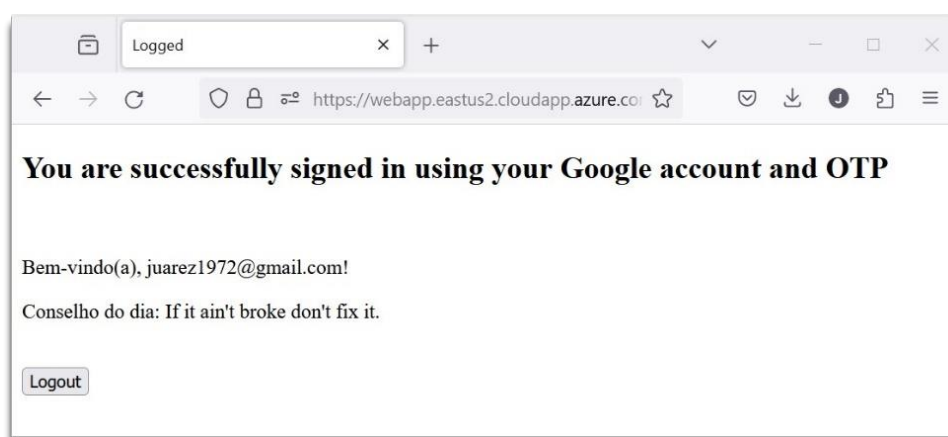 Logged
https://webapp.eastus2.cloudapp.azure.co
J
You are successfully signed in using your Google account and OTP
Bem-vindo(a), juarez1972@gmail.com!
Conselho do dia: If it ain't broke don't fix it.
Logout